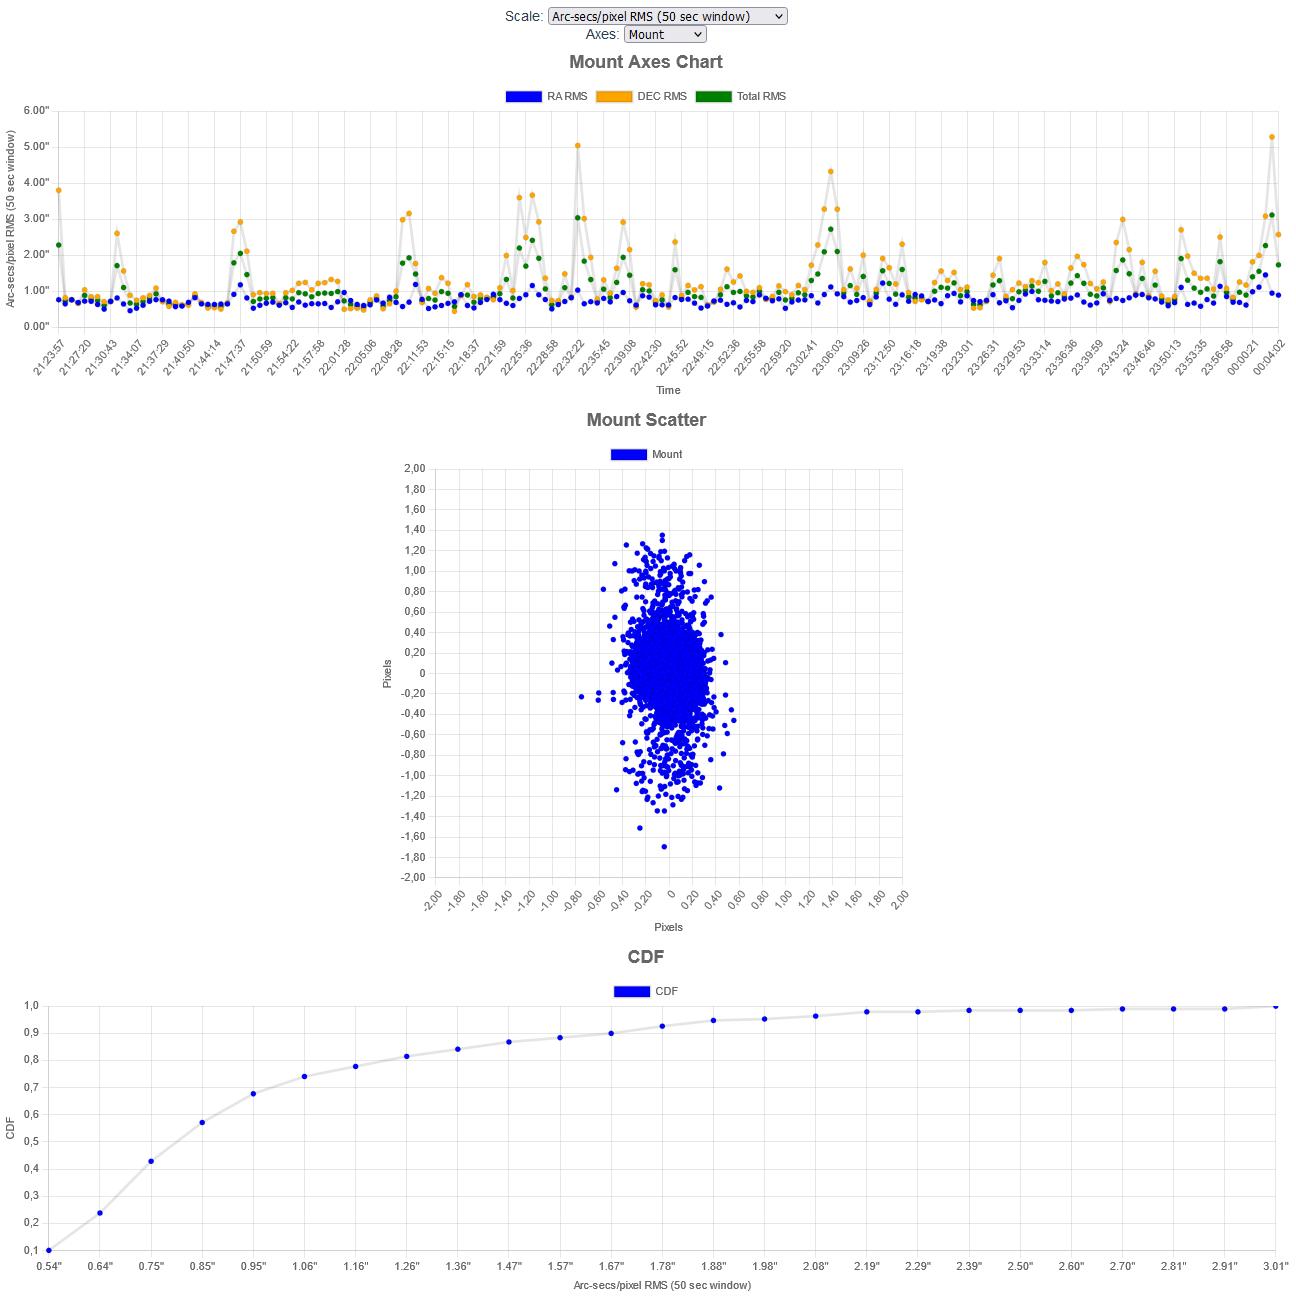 Scale: Arc-secs/pixel RMS (50 sec window)
Axes: Mount
Mount Axes Chart
RA RMS DEC RMS Total RMS
6.00"
5.00"
4.00"
3.00"
2.00"
1.00"
0.00"
Arc-secs/pixel RMS (50 sec window)
21:23:57 21:27:20 21:30:43 21:34:07 21:37:29 21:40:50 21:44:14 21:47:37 21:50:59 21:54:22 21:57:58 22:01:28 22:05:06 22:08:28 22:11:53 22:15:15 22:18:37 22:21:59 22:25:36 22:28:58 22:32:22 22:35:45 22:39:08 22:42:30 22:45:52 22:49:15 22:52:36 22:55:58 22:59:20 23:02:41 23:06:03 23:09:26 23:12:50 23:16:18 23:19:38 23:23:01 23:26:31 23:29:53 23:33:14 23:36:36 23:39:59 23:43:24 23:46:46 23:50:13 23:53:35 23:56:58 00:00:21 00:04:02
Time
Mount Scatter
Mount
2,00
1,80
1,60
1,40
1,20
1,00
0,80
0,60
0,40
0,20
0
-0,20
-0,40
-0,60
-0,80
-1,00
-1,20
-1,40
-1,60
-1,80
-2,00
Pixels
-2,00 -1,80 -1,60 -1,40 -1,20 -1,00 -0,80 -0,60 -0,40 -0,20 0 0,20 0,40 0,60 0,80 1,00 1,20 1,40 1,60 1,80 2,00
Pixels
CDF
CDF
1,0
0,9
0,8
0,7
0,6
0,5
0,4
0,3
0,2
0,1
CDF
0.54" 0.64" 0.75" 0.85" 0.95" 1.06" 1.16" 1.26" 1.36" 1.47" 1.57" 1.67" 1.78" 1.88" 1.98" 2.08" 2.19" 2.29" 2.39" 2.50" 2.60" 2.70" 2.81" 2.91" 3.01"
Arc-secs/pixel RMS (50 sec window)